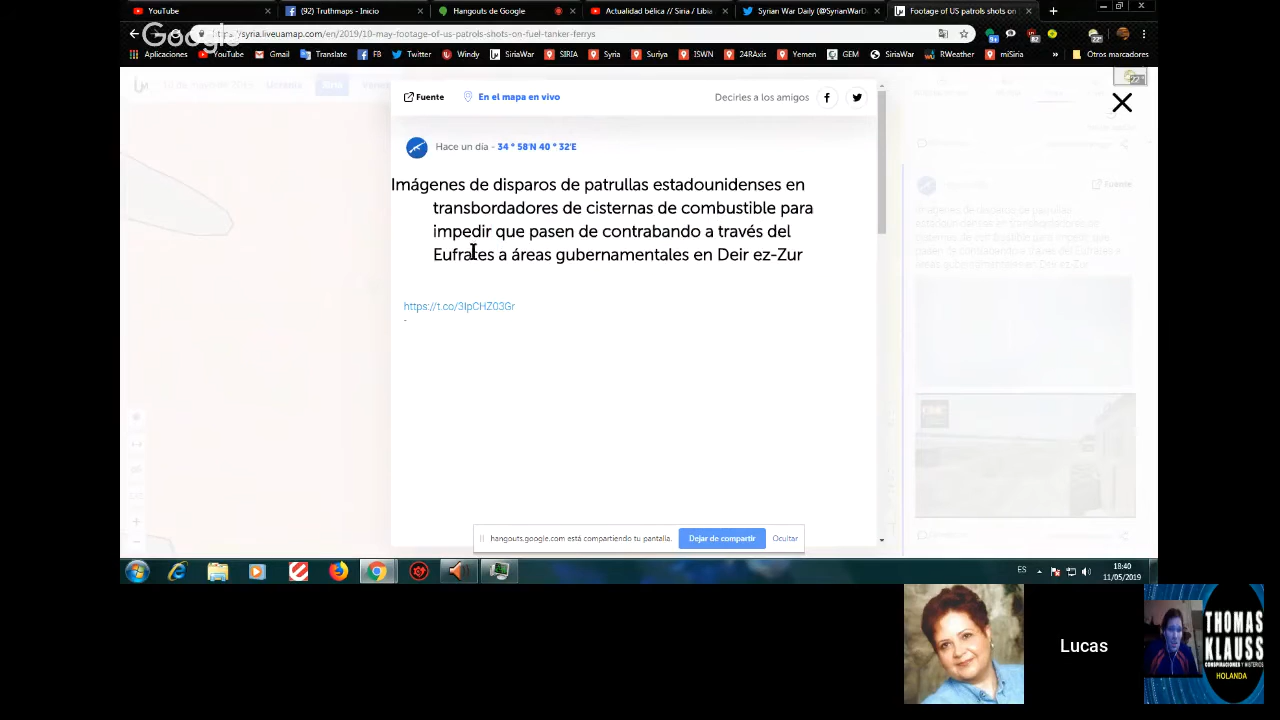 YouTube
(92) Truthmaps - Inicio
Hangouts de Google
Actualidad bélica // Siria / Libia
Syrian War Daily (@SyrianWarD
Footage of US patrols shots on
Google
https://syria.liveuamap.com/en/2019/10-may-footage-of-us-patrols-shots-on-fuel-tanker-ferrys
Aplicaciones
YouTube
Gmail
Translate
FB
Twitter
Windy
SiriaWar
SIRIA
Syria
Suriya
ISWN
24RAxis
Yemen
GEM
SirWar
RWeather
miSiria
»
Otros marcadores
Fuente
En el mapa en vivo
Decirles a los amigos
Hace un día - 34 ° 58'N 40 ° 32'E
Imágenes de disparos de patrullas estadounidenses en
transbordadores de cisternas de combustible para
impedir que pasen de contrabando a través del
Eufrates a áreas gubernamentales en Deir ez-Zur
https://t.co/3IpCHZ03Gr
-
Fuente
hangouts.google.com está compartiendo tu pantalla.
Dejar de compartir
Ocultar
ES
18:40
11/05/2019
Lucas
THOMAS
KLAUSS
CONSPIRACIONES Y MISTERIOS
HOLANDA